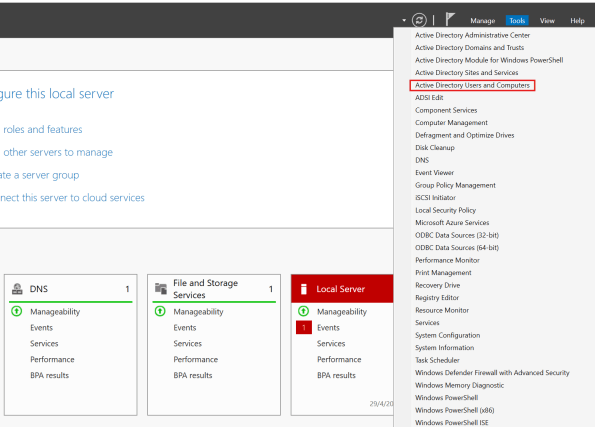 Manage Tools View Help
Active Directory Administrative Center
Active Directory Domains and Trusts
Active Directory Module for Windows PowerShell
Active Directory Sites and Services
Active Directory Users and Computers
ADSI Edit
Component Services
Computer Management
Defragment and Optimize Drives
Disk Cleanup
DNS
Event Viewer
Group Policy Management
iSCSI Initiator
Local Security Policy
Microsoft Azure Services
ODBC Data Sources (32-bit)
ODBC Data Sources (64-bit)
Performance Monitor
Print Management
Recovery Drive
Registry Editor
Resource Monitor
Services
System Configuration
System Information
Task Scheduler
Windows Defender Firewall with Advanced Security
Windows Memory Diagnostic
Windows PowerShell
Windows PowerShell (x86)
Windows PowerShell ISE
gure this local server
roles and features
other servers to manage
ate a server group
nect this server to cloud services
DNS 1
Manageability
Events
Services
Performance
BPA results
File and Storage
Services 1
Manageability
Events
Services
Performance
BPA results
Local Server
Manageability
1 Events
Services
Performance
BPA results
29/4/20